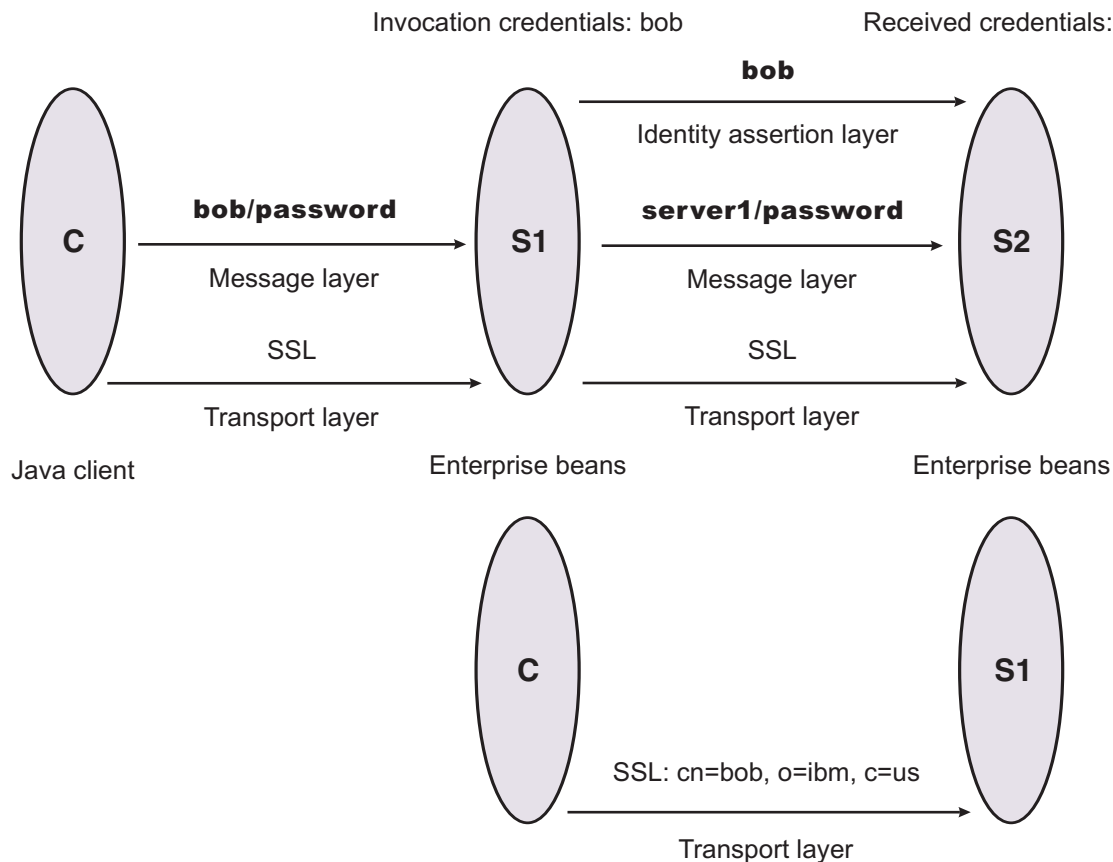 Invocation credentials: bob
Received credentials:
bob
Identity assertion layer
bob/password
server1/password
C
S1
S2
Message layer
Message layer
SSL
SSL
Transport layer
Transport layer
Java client
Enterprise beans
Enterprise beans
C
S1
SSL: cn=bob, o=ibm, c=us
Transport layer